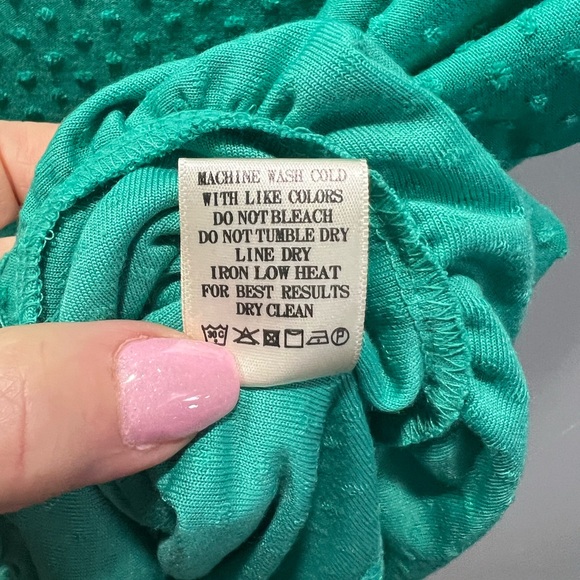 MACHINE WASH COLD
WITH LIKE COLORS
DO NOT BLEACH
DO NOT TUMBLE DRY
LINE DRY
IRON LOW HEAT
FOR BEST RESULTS
DRY CLEAN
30C P